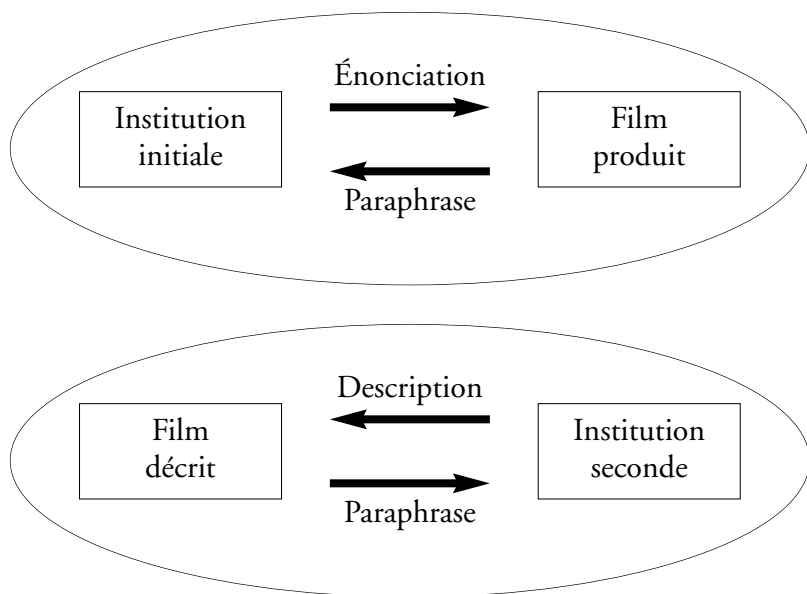 Énonciation
Institution
initiale
Film
produit
Paraphrase
Description
Film
décrit
Institution
seconde
Paraphrase